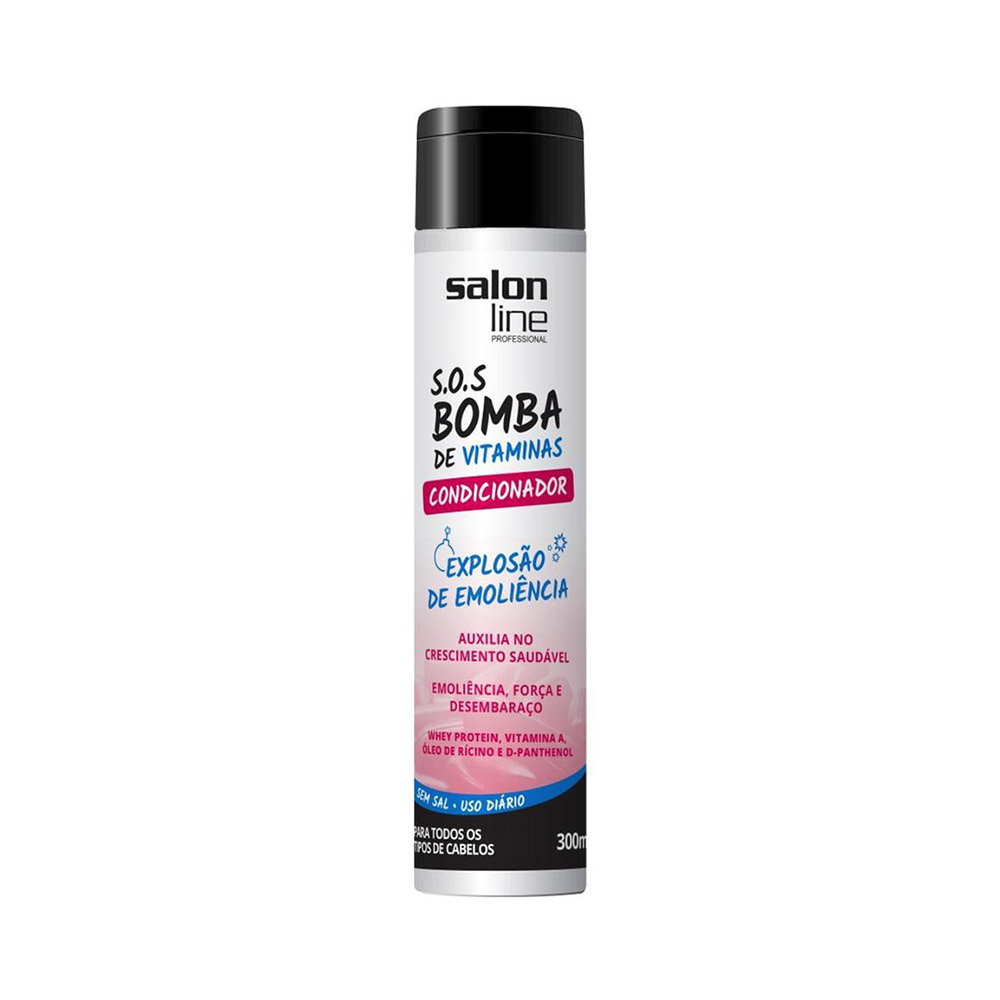 salon
line
PROFESSIONAL
S.O.S
BOMBA
DE VITAMINAS
CONDICIONADOR
EXPLOSÃO
DE EMOLIÊNCIA
AUXILIA NO
CRESCIMENTO SAUDÁVEL
EMOLIÊNCIA, FORÇA E
DESEMBARAÇO
WHEY PROTEIN, VITAMINA A,
ÓLEO DE RÍCINO E D-PANTHENOL
SEM SAL • USO DIÁRIO
PARA TODOS OS
TIPOS DE CABELOS
300m